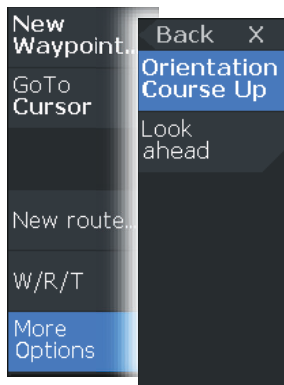 New
Waypoint..
GoTo
Cursor
New route..
W/R/T
More
Options
Back X
Orientation
Course Up
Look
ahead